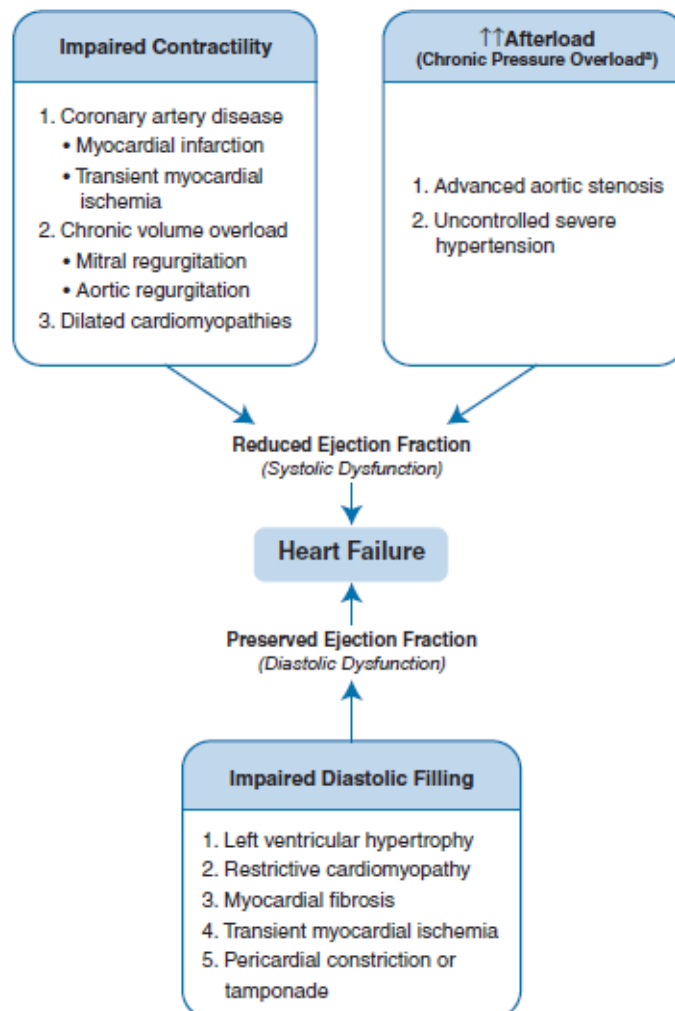 Impaired Contractility
1. Coronary artery disease
• Myocardial infarction
• Transient myocardial
ischemia
2. Chronic volume overload
• Mitral regurgitation
• Aortic regurgitation
3. Dilated cardiomyopathies
↑↑Afterload
(Chronic Pressure Overloadᵃ)
1. Advanced aortic stenosis
2. Uncontrolled severe
hypertension
Reduced Ejection Fraction
(Systolic Dysfunction)
Heart Failure
Preserved Ejection Fraction
(Diastolic Dysfunction)
Impaired Diastolic Filling
1. Left ventricular hypertrophy
2. Restrictive cardiomyopathy
3. Myocardial fibrosis
4. Transient myocardial ischemia
5. Pericardial constriction or
tamponade